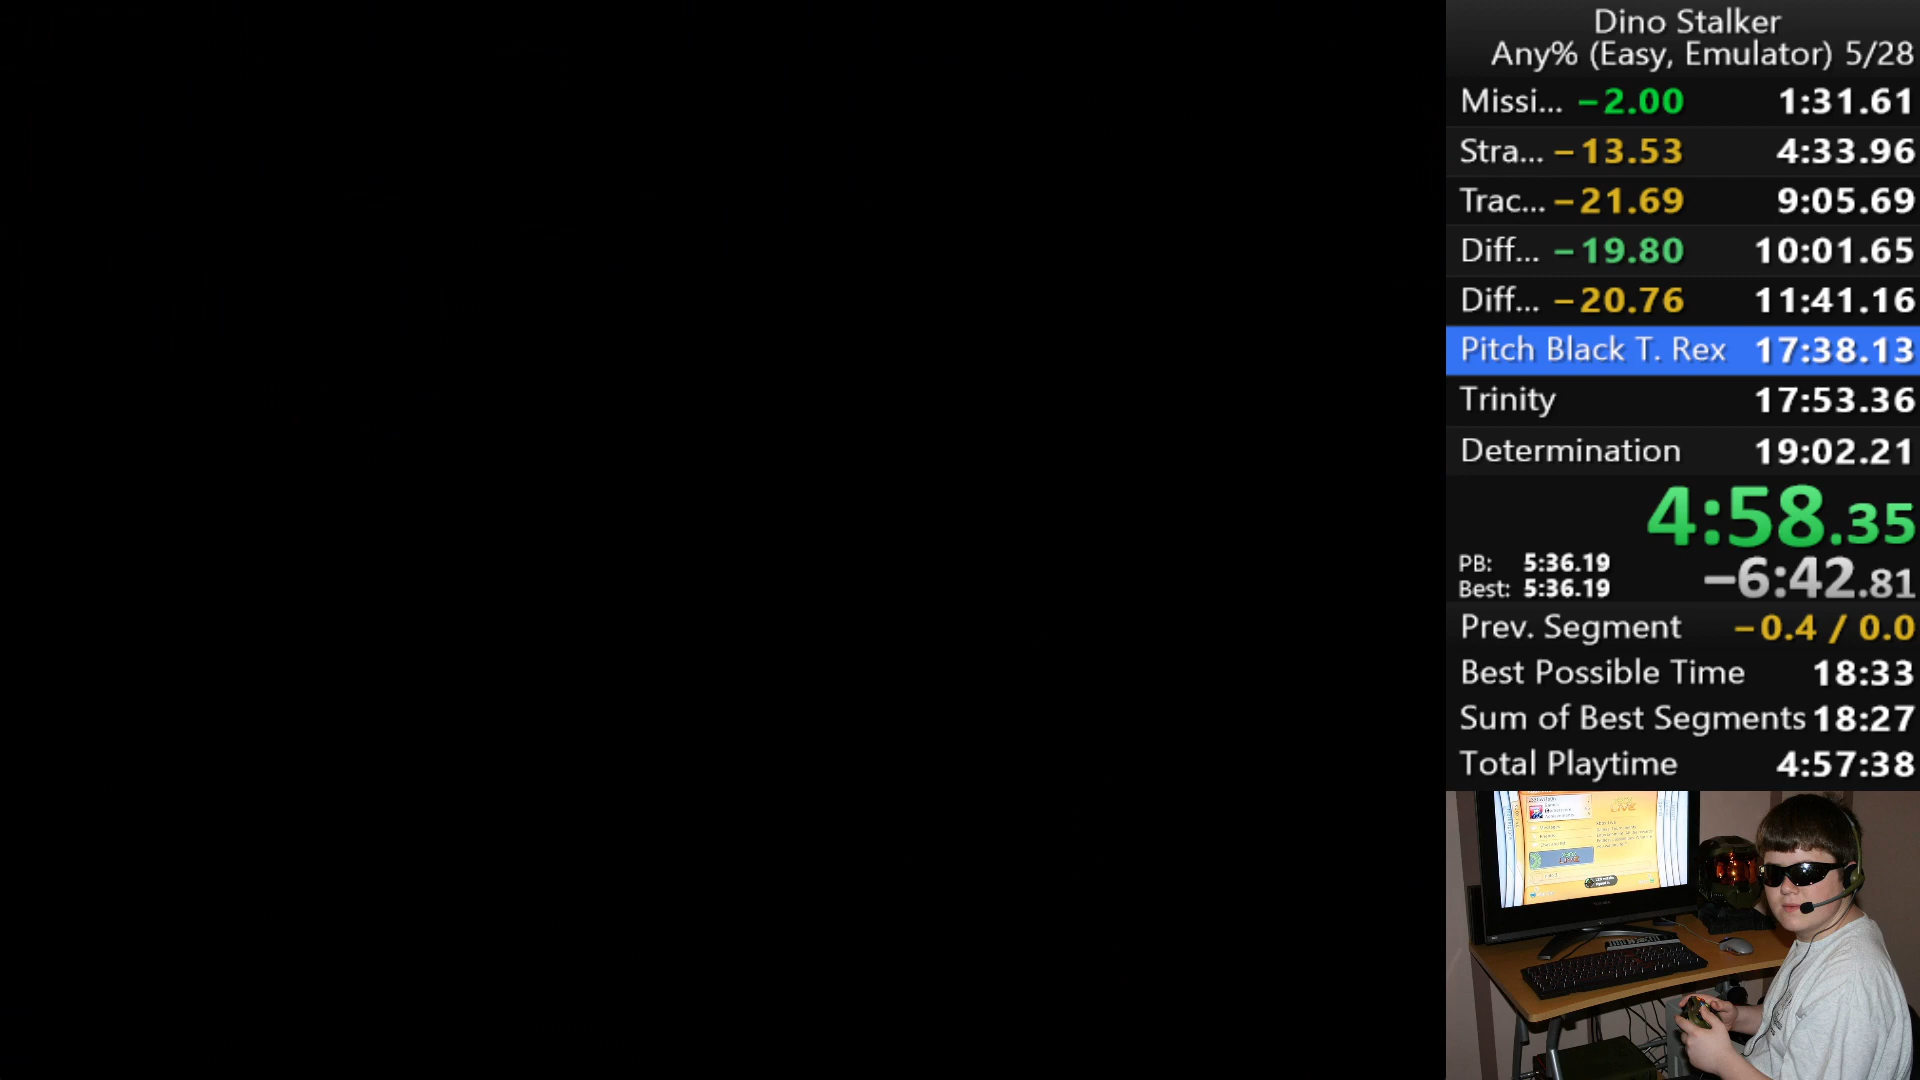 Dino Stalker
Any% (Easy, Emulator) 5/28
Missi... −2.00 1:31.61
Stra... −13.53 4:33.96
Trac... −21.69 9:05.69
Diff... −19.80 10:01.65
Diff... −20.76 11:41.16
Pitch Black T. Rex 17:38.13
Trinity 17:53.36
Determination 19:02.21
4:58.35
PB: 5:36.19 −6:42.81
Best: 5:36.19
Prev. Segment −0.4 / 0.0
Best Possible Time 18:33
Sum of Best Segments 18:27
Total Playtime 4:57:38